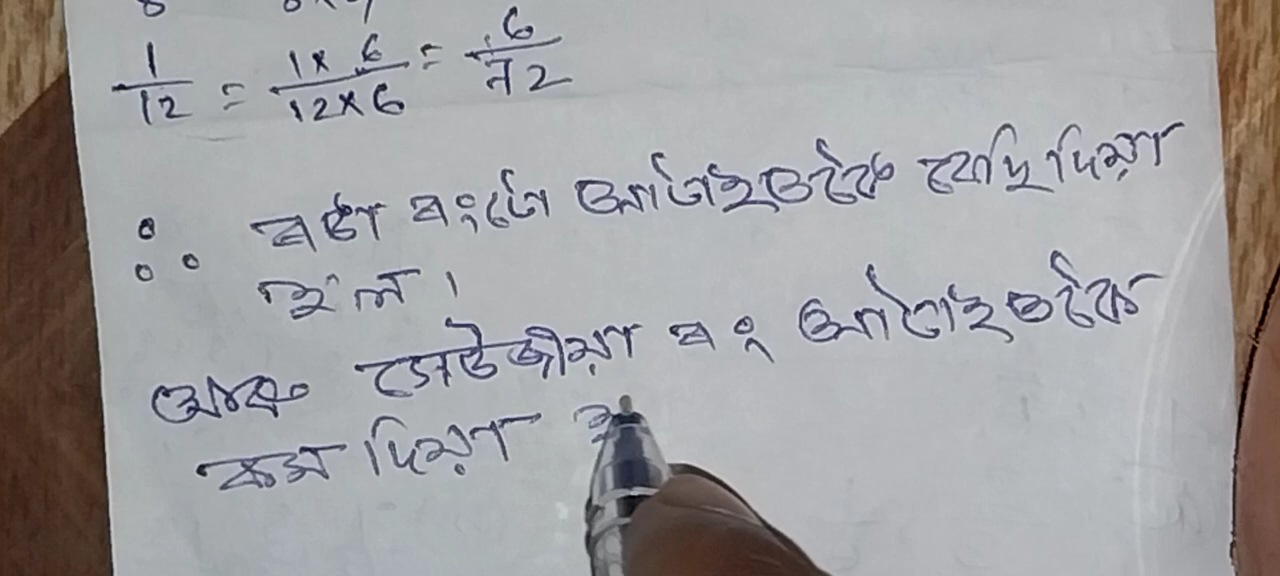 1/12 = 1×6/12×6 = 6/72
∴ ৰঙা ৰংটো আটাইতকৈ বেছি দিয়া
হ'ল।
আৰু সেউজীয়া ৰং আটাইতকৈ
কম দিয়া হ